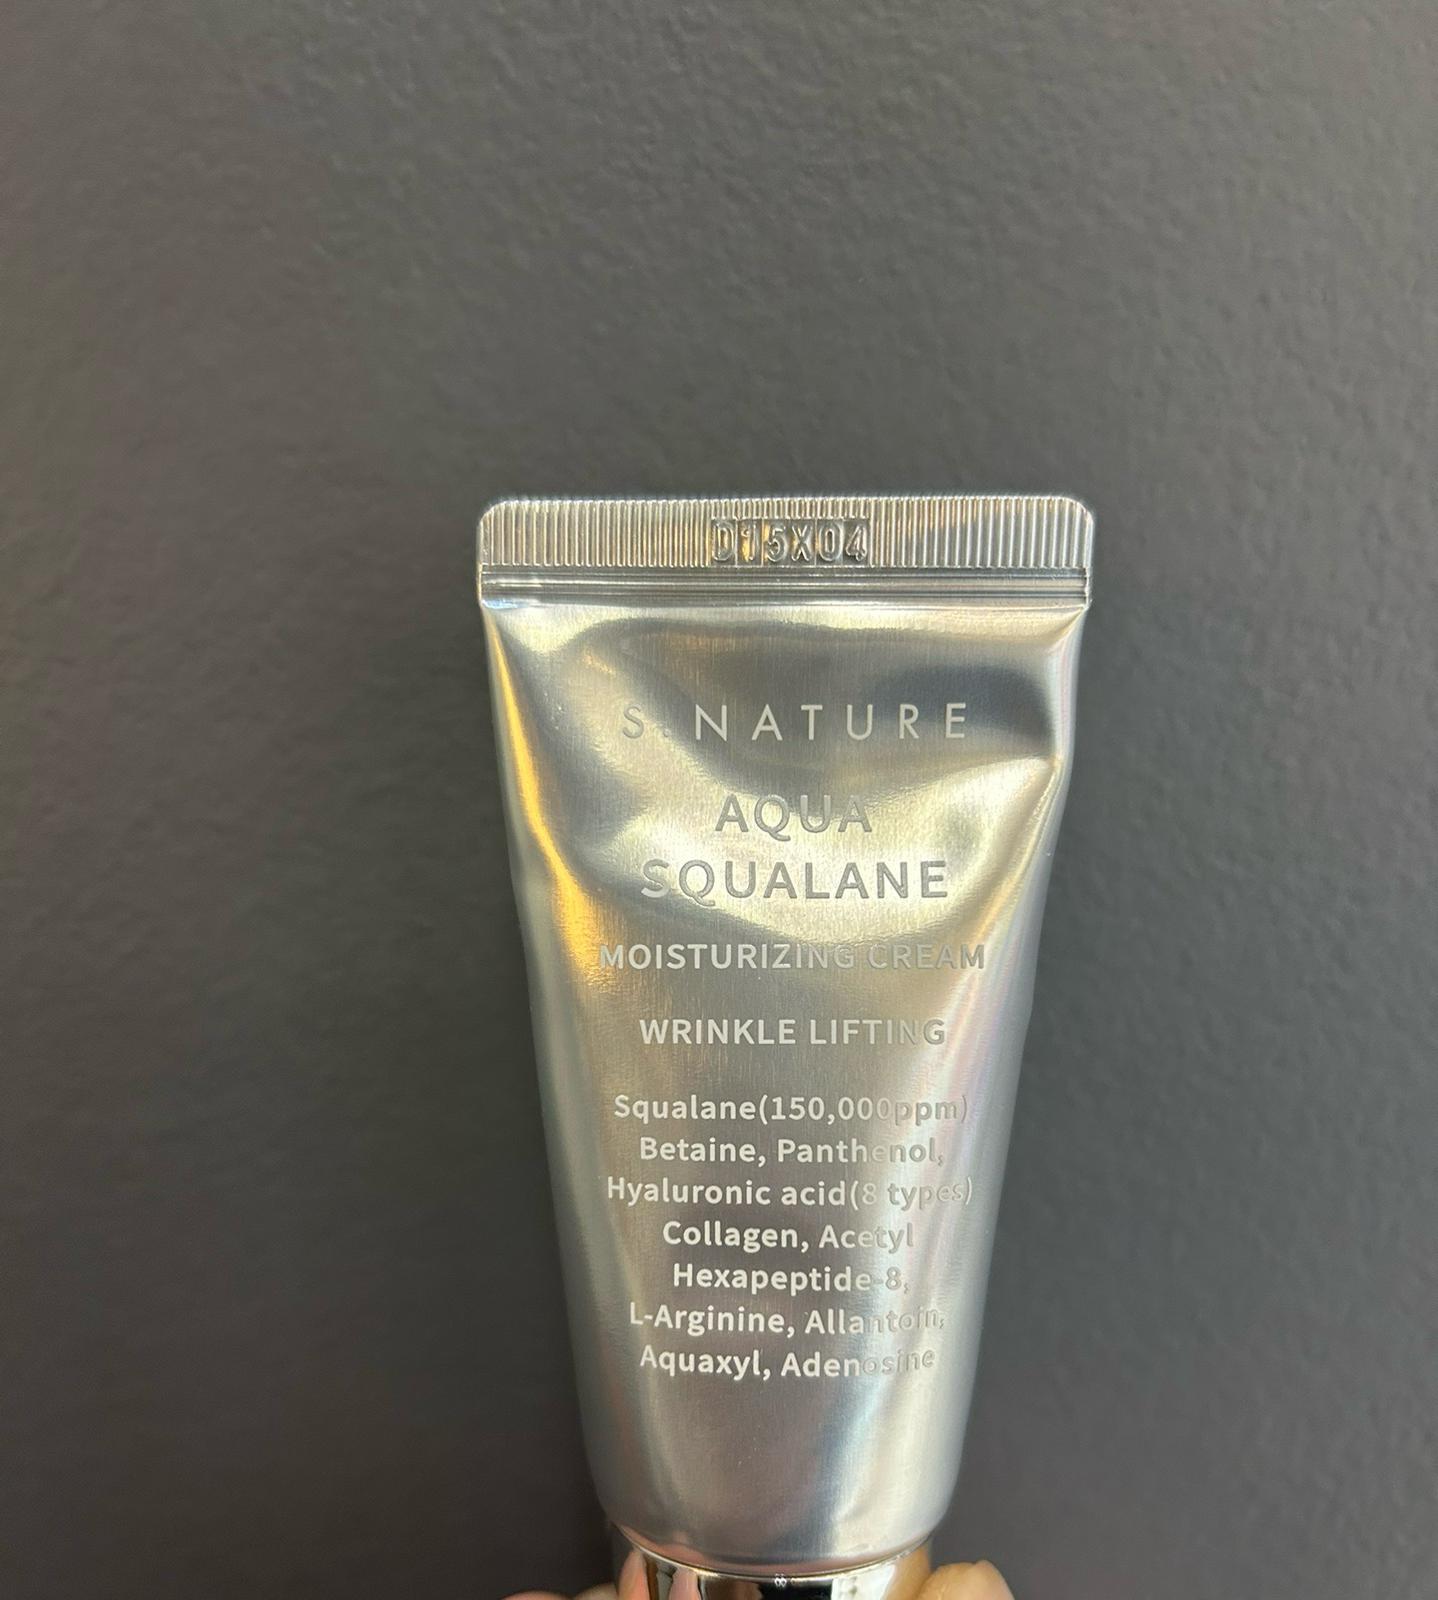 D15X04
S.NATURE
AQUA
SQUALANE
MOISTURIZING CREAM
WRINKLE LIFTING
Squalane(150,000ppm)
Betaine, Panthenol,
Hyaluronic acid(8 types)
Collagen, Acetyl
Hexapeptide-8,
L-Arginine, Allantoin,
Aquaxyl, Adenosine